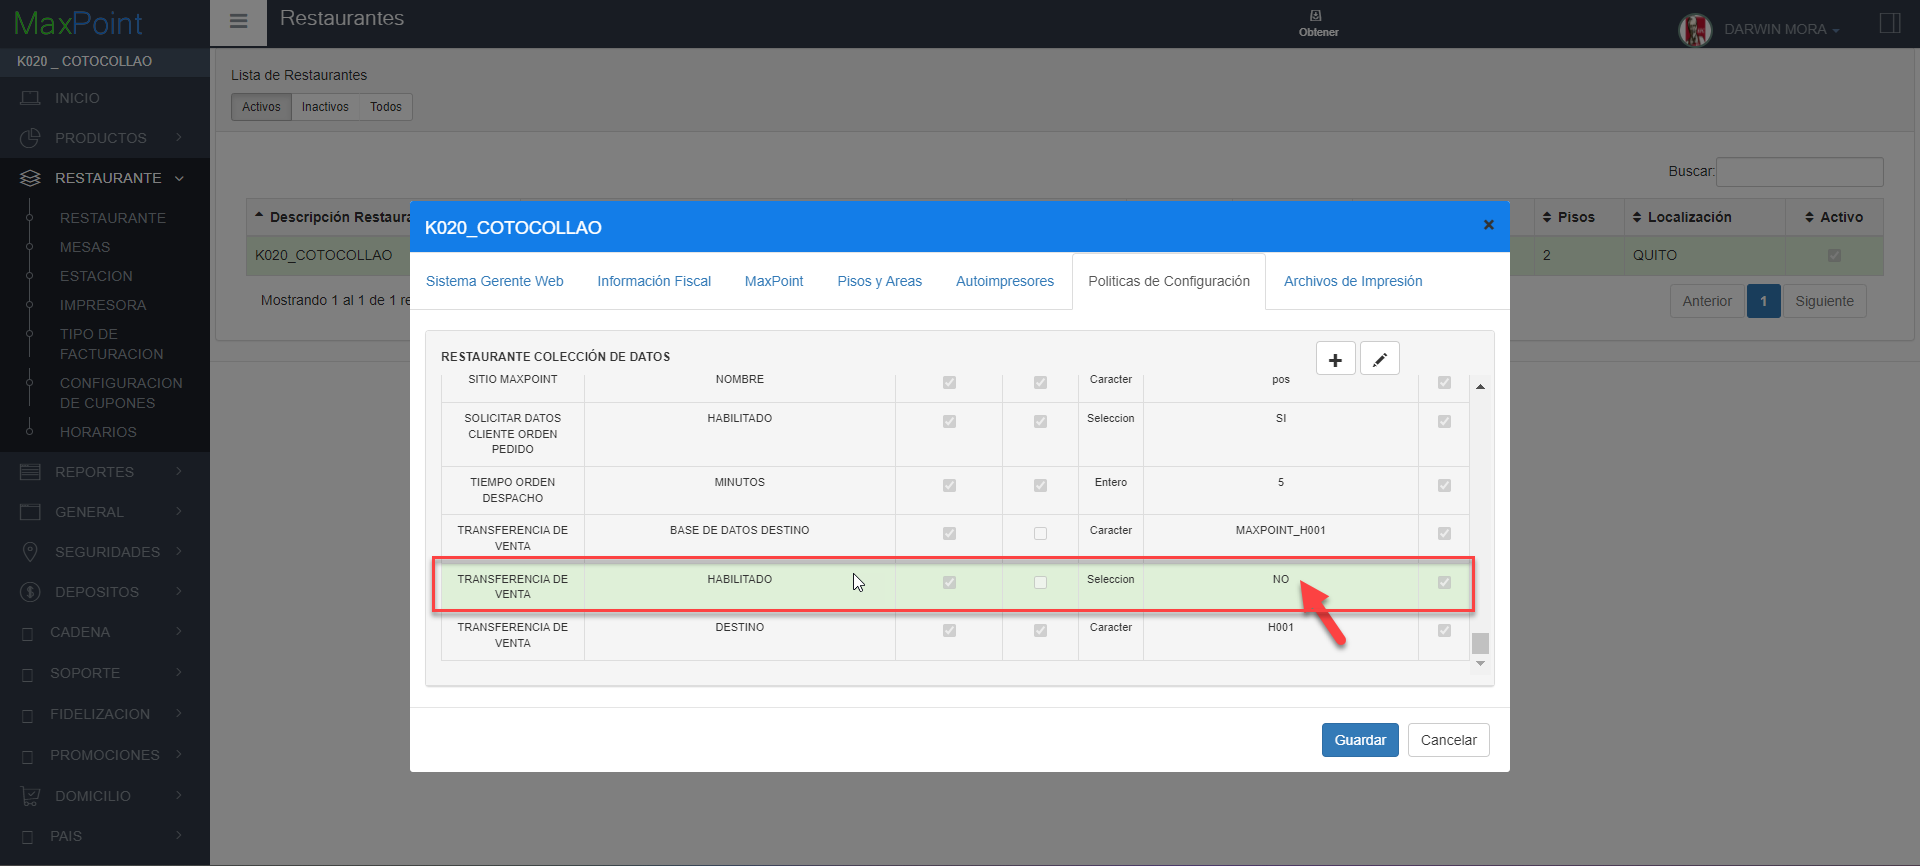 MaxPoint
Restaurantes
Obtener
DARWIN MORA
K020 _ COTOCOLLAO
INICIO
PRODUCTOS
RESTAURANTE
RESTAURANTE
MESAS
ESTACION
IMPRESORA
TIPO DE
FACTURACION
CONFIGURACION
DE CUPONES
HORARIOS
REPORTES
GENERAL
SEGURIDADES
DEPOSITOS
CADENA
SOPORTE
FIDELIZACION
PROMOCIONES
DOMICILIO
PAIS
Lista de Restaurantes
Activos Inactivos Todos
Buscar:
Descripción Restaura Pisos Localización Activo
K020_COTOCOLLAO 2 QUITO
Mostrando 1 al 1 de 1 re
Anterior 1 Siguiente
K020_COTOCOLLAO ×
Sistema Gerente Web Información Fiscal MaxPoint Pisos y Areas Autoimpresores Politicas de Configuración Archivos de Impresión
RESTAURANTE COLECCIÓN DE DATOS
SITIO MAXPOINT NOMBRE Caracter pos
SOLICITAR DATOS HABILITADO Seleccion SI
CLIENTE ORDEN
PEDIDO
TIEMPO ORDEN MINUTOS Entero 5
DESPACHO
TRANSFERENCIA DE BASE DE DATOS DESTINO Caracter MAXPOINT_H001
VENTA
TRANSFERENCIA DE HABILITADO Seleccion NO
VENTA
TRANSFERENCIA DE DESTINO Caracter H001
VENTA
Guardar Cancelar